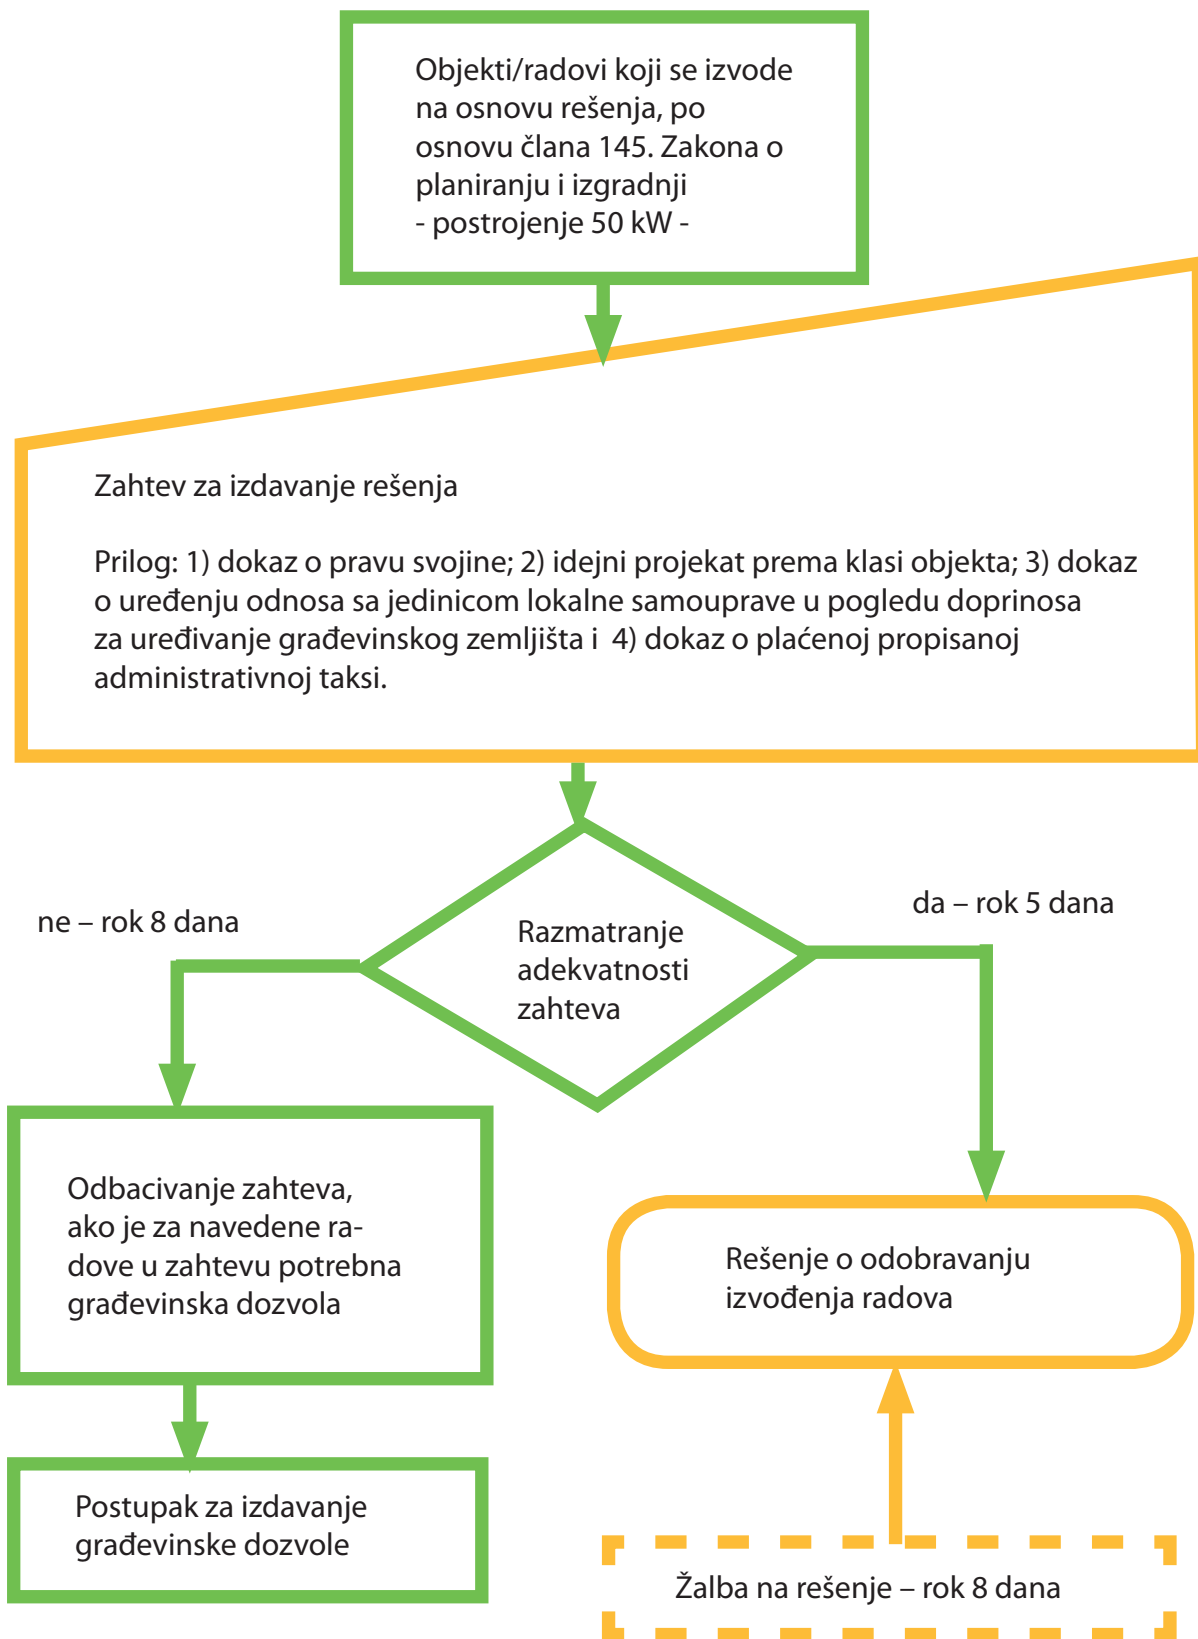 Objekti/radovi koji se izvode
na osnovu rešenja, po
osnovu člana 145. Zakona o
planiranju i izgradnji
- postrojenje 50 kW -
Zahtev za izdavanje rešenja
Prilog: 1) dokaz o pravu svojine; 2) idejni projekat prema klasi objekta; 3) dokaz
o uređenju odnosa sa jedinicom lokalne samouprave u pogledu doprinosa
za uređivanje građevinskog zemljišta i 4) dokaz o plaćenoj propisanoj
administrativnoj taksi.
ne – rok 8 dana
da – rok 5 dana
Razmatranje
adekvatnosti
zahteva
Odbacivanje zahteva,
ako je za navedene ra-
dove u zahtevu potrebna
građevinska dozvola
Rešenje o odobravanju
izvođenja radova
Postupak za izdavanje
građevinske dozvole
Žalba na rešenje – rok 8 dana